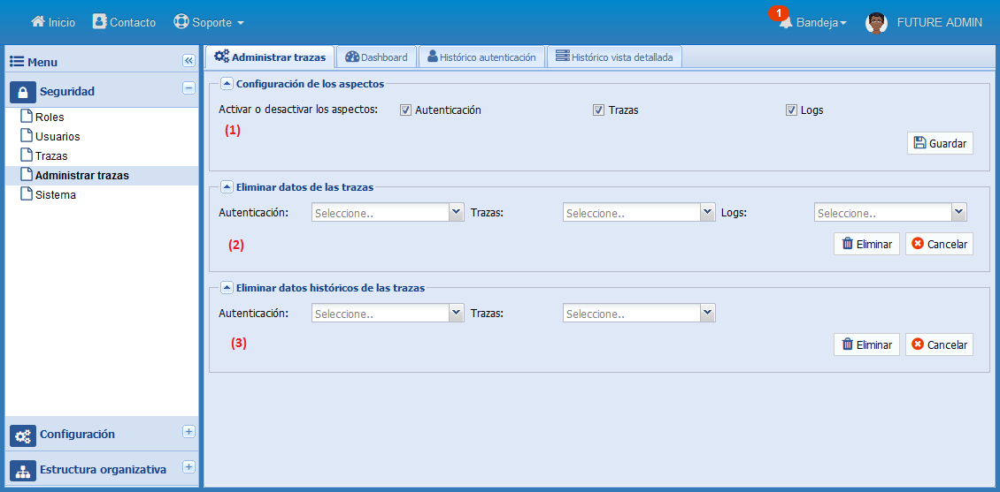 Inicio Contacto Soporte 1 Bandeja FUTURE ADMIN
Menu
Administrar trazas Dashboard Histórico autenticación Histórico vista detallada
Seguridad
Roles
Usuarios
Trazas
Administrar trazas
Sistema
Configuración
Estructura organizativa
Configuración de los aspectos
Activar o desactivar los aspectos: Autenticación Trazas Logs
(1)
Guardar
Eliminar datos de las trazas
Autenticación: Seleccione.. Trazas: Seleccione.. Logs: Seleccione..
(2)
Eliminar Cancelar
Eliminar datos históricos de las trazas
Autenticación: Seleccione.. Trazas: Seleccione..
(3)
Eliminar Cancelar